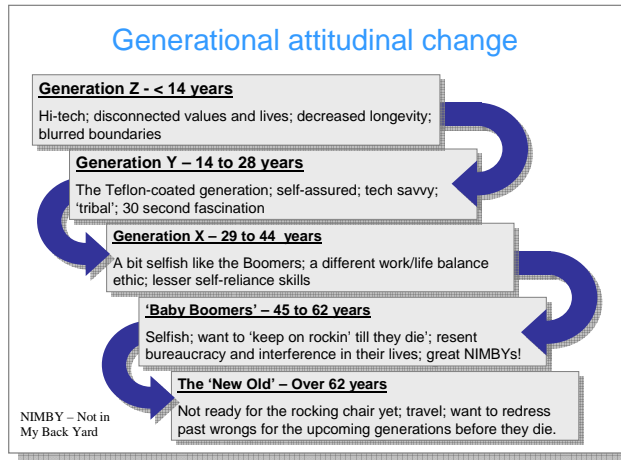 Generational attitudinal change
Generation Z - < 14 years
Hi-tech; disconnected values and lives; decreased longevity;
blurred boundaries
Generation Y – 14 to 28 years
The Teflon-coated generation; self-assured; tech savvy;
‘tribal’; 30 second fascination
Generation X – 29 to 44 years
A bit selfish like the Boomers; a different work/life balance
ethic; lesser self-reliance skills
‘Baby Boomers’ – 45 to 62 years
Selfish; want to ‘keep on rockin’ till they die’; resent
bureaucracy and interference in their lives; great NIMBYs!
The ‘New Old’ – Over 62 years
Not ready for the rocking chair yet; travel; want to redress
past wrongs for the upcoming generations before they die.
NIMBY – Not in
My Back Yard